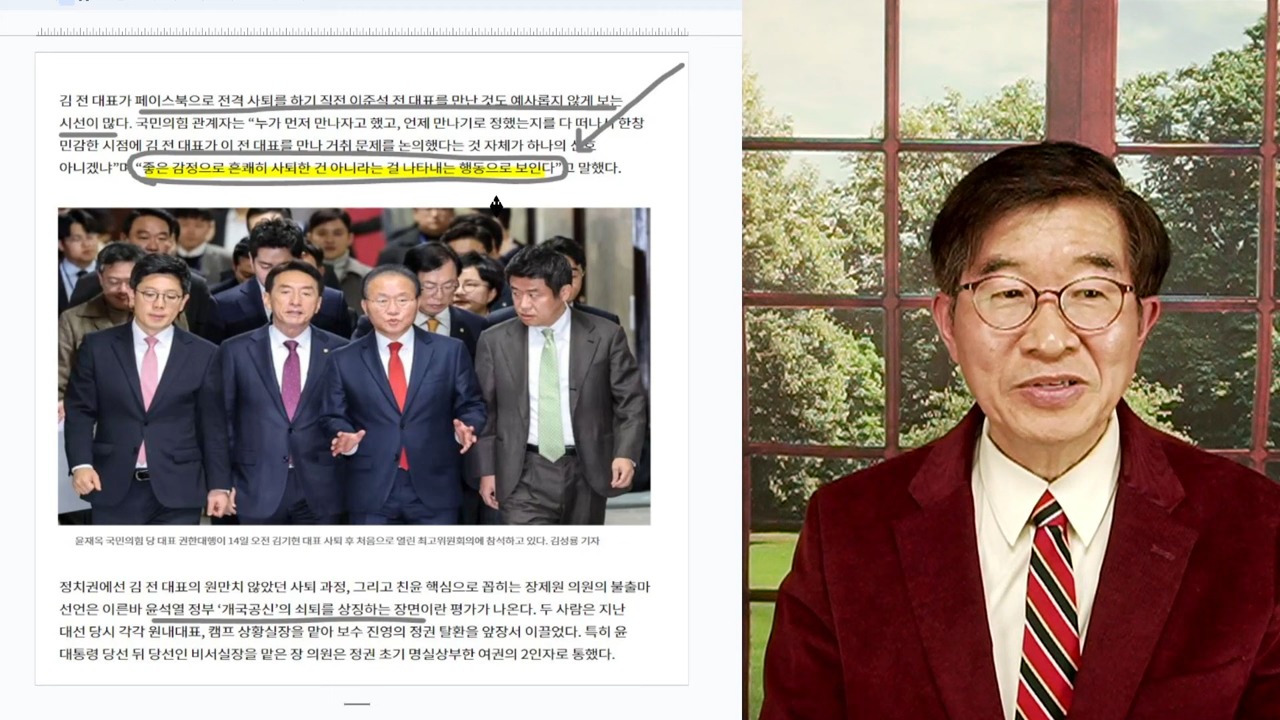 김 전 대표가 페이스북으로 전격 사퇴를 하기 직전 이준석 전 대표를 만난 것도 예사롭지 않게 보는
시선이 많다. 국민의힘 관계자는 “누가 먼저 만나자고 했고, 언제 만나기로 정했는지를 다 떠나서 한창
민감한 시점에 김 전 대표가 이 전 대표를 만나 거취 문제를 논의했다는 것 자체가 하나의 신호
아니겠냐”며 “좋은 감정으로 흔쾌히 사퇴한 건 아니라는 걸 나타내는 행동으로 보인다”고 말했다.
윤재옥 국민의힘 당 대표 권한대행이 14일 오전 김기현 대표 사퇴 후 처음으로 열린 최고위원회의에 참석하고 있다. 김성룡 기자
정치권에선 김 전 대표의 원만치 않았던 사퇴 과정, 그리고 친윤 핵심으로 꼽히는 장제원 의원의 불출마
선언은 이른바 윤석열 정부 ‘개국공신’의 쇠퇴를 상징하는 장면이란 평가가 나온다. 두 사람은 지난
대선 당시 각각 원내대표, 캠프 상황실장을 맡아 보수 진영의 정권 탈환을 앞장서 이끌었다. 특히 윤
대통령 당선 뒤 당선인 비서실장을 맡은 장 의원은 정권 초기 명실상부한 여권의 2인자로 통했다.